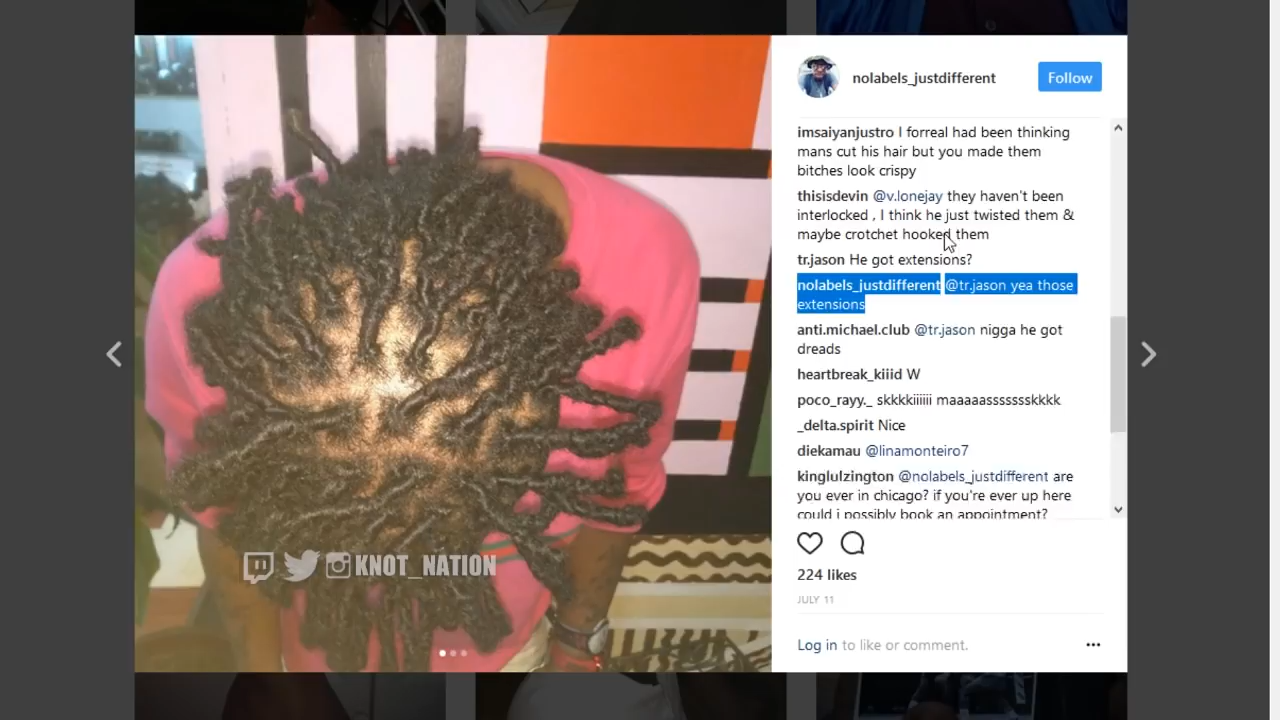 nolabels_justdifferent
Follow
imsaiyanjustro I forreal had been thinking
mans cut his hair but you made them
bitches look crispy
thisisdevin @v.lonejay they haven't been
interlocked , I think he just twisted them &
maybe crotchet hooked them
tr.jason He got extensions?
nolabels_justdifferent @tr.jason yea those
extensions
anti.michael.club @tr.jason nigga he got
dreads
heartbreak_kiiid W
poco_rayy._ skkkkiiiiii maaaaasssssskkkk
_delta.spirit Nice
diekamau @linamonteiro7
kinglulzington @nolabels_justdifferent are
you ever in chicago? if you're ever up here
could i possibly book an appointment?
224 likes
JULY 11
Log in to like or comment.
KNOT_NATION